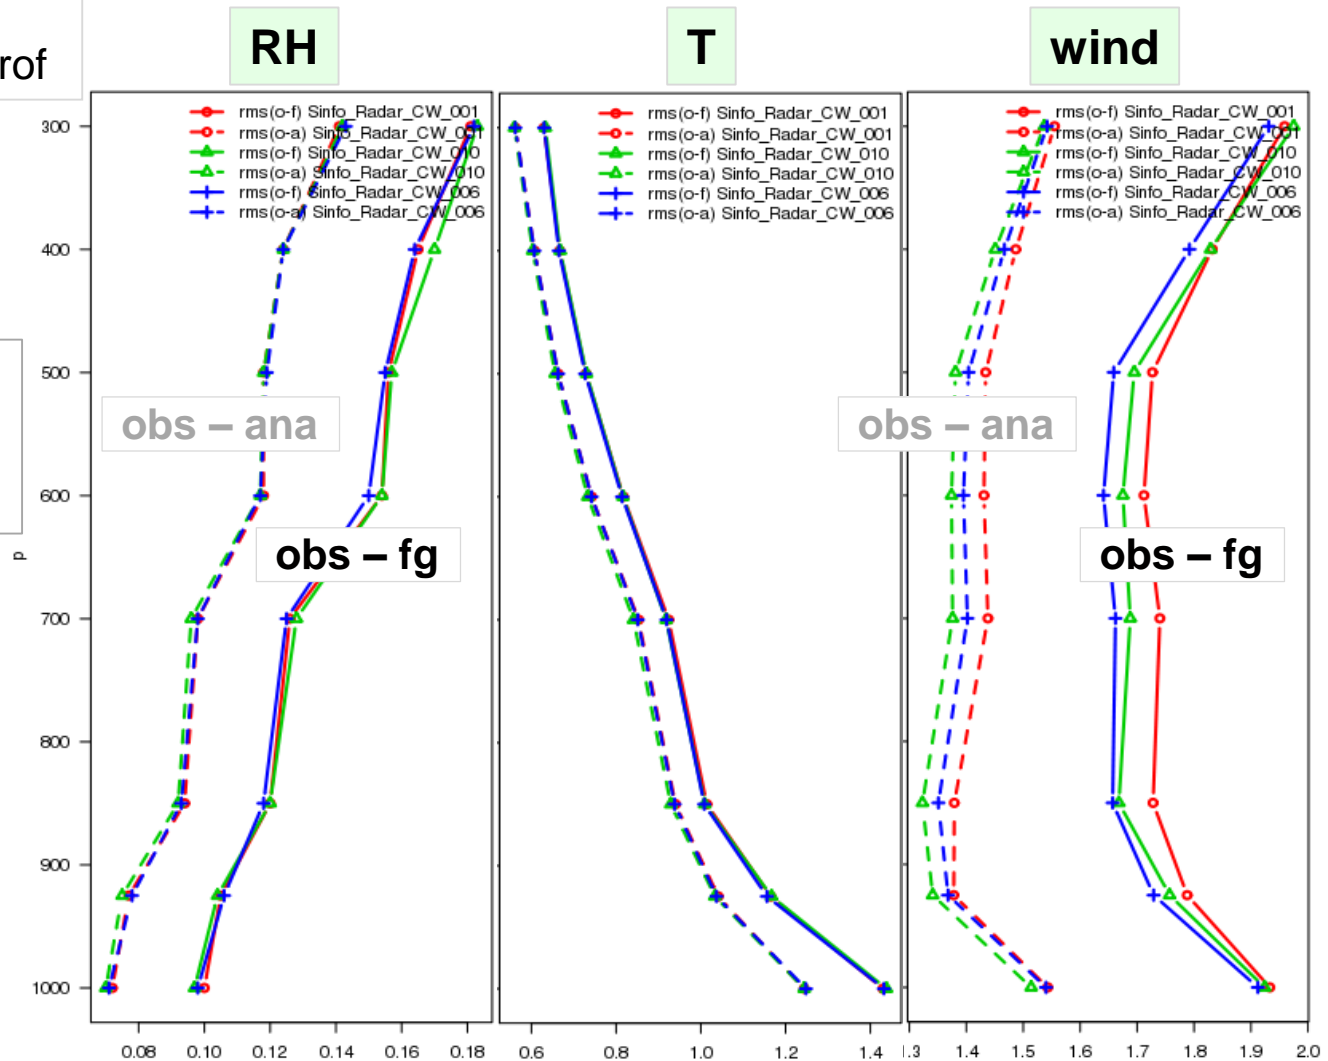 RH
T
wind
rof
rms(o-f) Sinfo_Radar_CW_001
rms(o-a) Sinfo_Radar_CW_001
rms(o-f) Sinfo_Radar_CW_010
rms(o-a) Sinfo_Radar_CW_010
rms(o-f) Sinfo_Radar_CW_006
rms(o-a) Sinfo_Radar_CW_006
rms(o-f) Sinfo_Radar_CW_001
rms(o-a) Sinfo_Radar_CW_001
rms(o-f) Sinfo_Radar_CW_010
rms(o-a) Sinfo_Radar_CW_010
rms(o-f) Sinfo_Radar_CW_006
rms(o-a) Sinfo_Radar_CW_006
rms(o-f) Sinfo_Radar_CW_001
rms(o-a) Sinfo_Radar_CW_001
rms(o-f) Sinfo_Radar_CW_010
rms(o-a) Sinfo_Radar_CW_010
rms(o-f) Sinfo_Radar_CW_006
rms(o-a) Sinfo_Radar_CW_006
300
400
500
600
700
800
900
1000
p
obs – ana
obs – fg
obs – ana
obs – fg
0.08 0.10 0.12 0.14 0.16 0.18
0.6 0.8 1.0 1.2 1.4
1.3 1.4 1.5 1.6 1.7 1.8 1.9 2.0